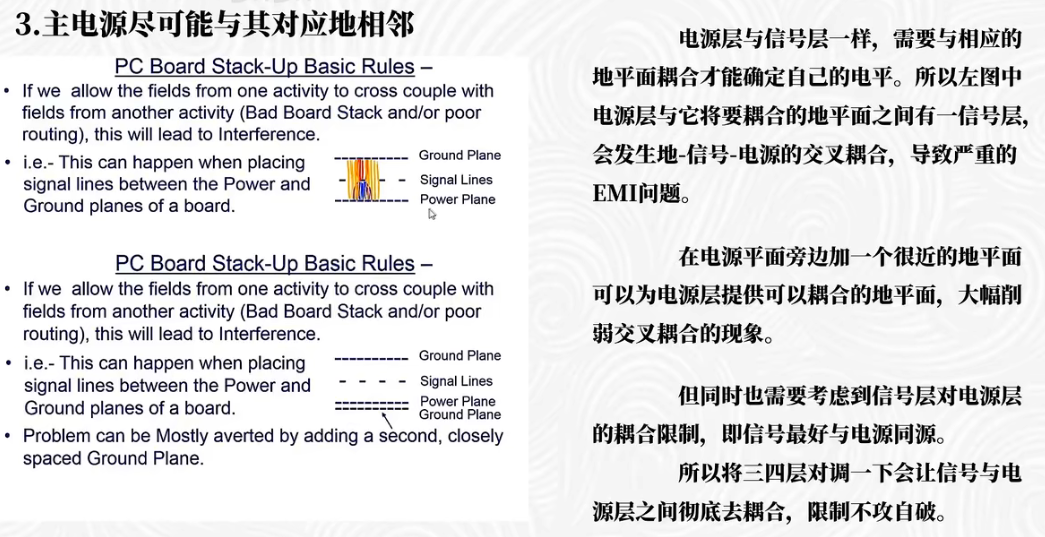 3.主电源尽可能与其对应地相邻
PC Board Stack-Up Basic Rules –
• If we allow the fields from one activity to cross couple with
fields from another activity (Bad Board Stack and/or poor
routing), this will lead to Interference.
• i.e.- This can happen when placing
signal lines between the Power and
Ground planes of a board.
Ground Plane
Signal Lines
Power Plane
PC Board Stack-Up Basic Rules –
• If we allow the fields from one activity to cross couple with
fields from another activity (Bad Board Stack and/or poor
routing), this will lead to Interference.
• i.e.- This can happen when placing
signal lines between the Power and
Ground planes of a board.
Ground Plane
Signal Lines
Power Plane
Ground Plane
• Problem can be Mostly averted by adding a second, closely
spaced Ground Plane.
电源层与信号层一样，需要与相应的
地平面耦合才能确定自己的电平。所以左图中
电源层与它将要耦合的地平面之间有一信号层,
会发生地-信号-电源的交叉耦合，导致严重的
EMI问题。
在电源平面旁边加一个很近的地平面
可以为电源层提供可以耦合的地平面，大幅削
弱交叉耦合的现象。
但同时也需要考虑到信号层对电源层
的耦合限制，即信号最好与电源同源。
所以将三四层对调一下会让信号与电
源层之间彻底去耦合，限制不攻自破。